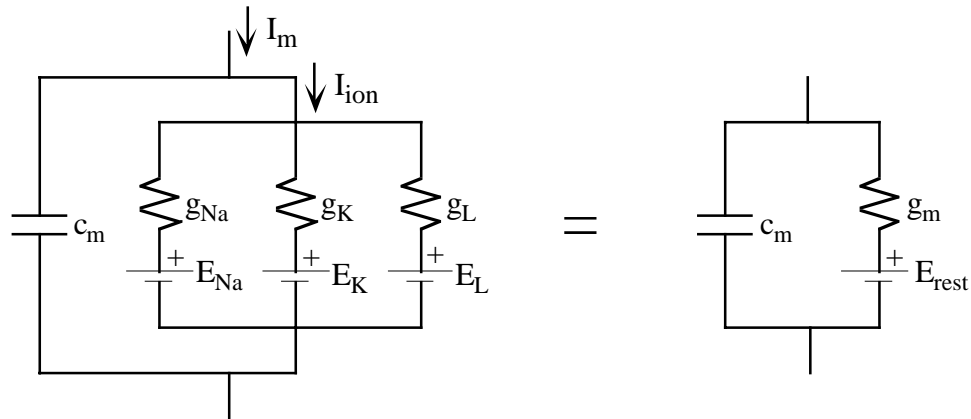 I_m
I_ion
g_Na g_K g_L
c_m
+ + +
E_Na E_K E_L
=
g_m
c_m
+
E_rest